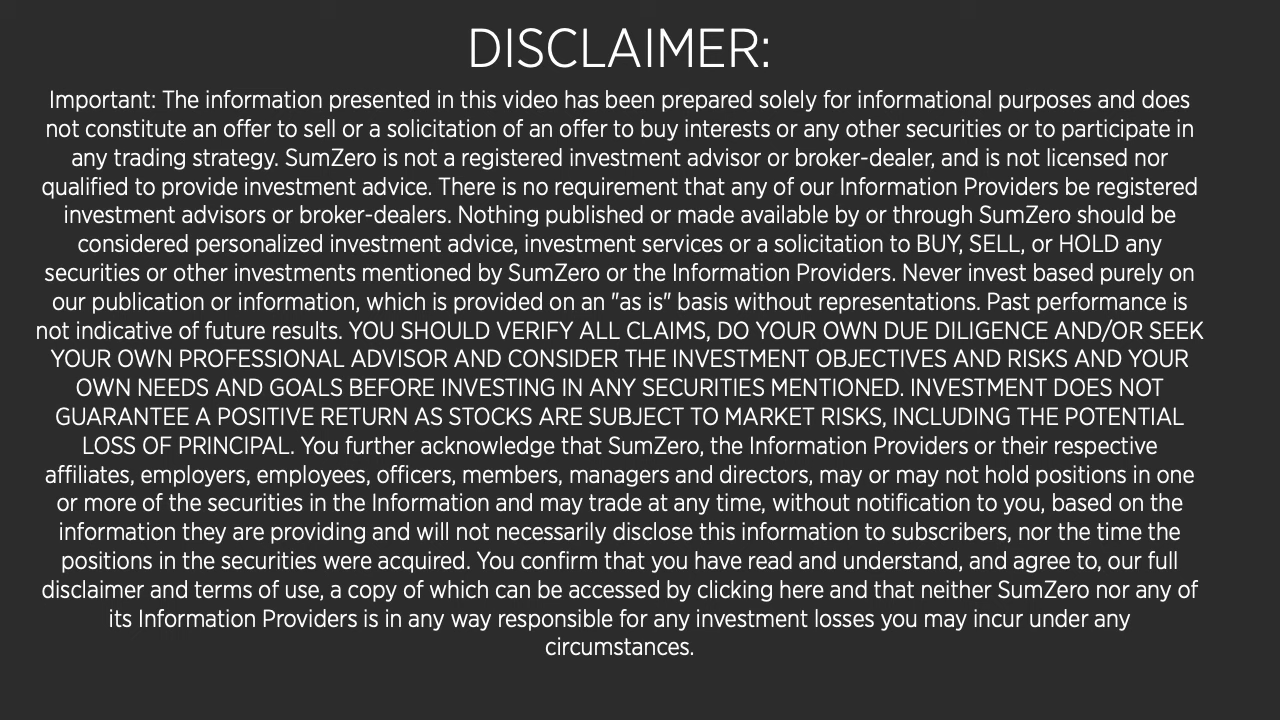 DISCLAIMER:
Important: The information presented in this video has been prepared solely for informational purposes and does
not constitute an offer to sell or a solicitation of an offer to buy interests or any other securities or to participate in
any trading strategy. SumZero is not a registered investment advisor or broker-dealer, and is not licensed nor
qualified to provide investment advice. There is no requirement that any of our Information Providers be registered
investment advisors or broker-dealers. Nothing published or made available by or through SumZero should be
considered personalized investment advice, investment services or a solicitation to BUY, SELL, or HOLD any
securities or other investments mentioned by SumZero or the Information Providers. Never invest based purely on
our publication or information, which is provided on an "as is" basis without representations. Past performance is
not indicative of future results. YOU SHOULD VERIFY ALL CLAIMS, DO YOUR OWN DUE DILIGENCE AND/OR SEEK
YOUR OWN PROFESSIONAL ADVISOR AND CONSIDER THE INVESTMENT OBJECTIVES AND RISKS AND YOUR
OWN NEEDS AND GOALS BEFORE INVESTING IN ANY SECURITIES MENTIONED. INVESTMENT DOES NOT
GUARANTEE A POSITIVE RETURN AS STOCKS ARE SUBJECT TO MARKET RISKS, INCLUDING THE POTENTIAL
LOSS OF PRINCIPAL. You further acknowledge that SumZero, the Information Providers or their respective
affiliates, employers, employees, officers, members, managers and directors, may or may not hold positions in one
or more of the securities in the Information and may trade at any time, without notification to you, based on the
information they are providing and will not necessarily disclose this information to subscribers, nor the time the
positions in the securities were acquired. You confirm that you have read and understand, and agree to, our full
disclaimer and terms of use, a copy of which can be accessed by clicking here and that neither SumZero nor any of
its Information Providers is in any way responsible for any investment losses you may incur under any
circumstances.